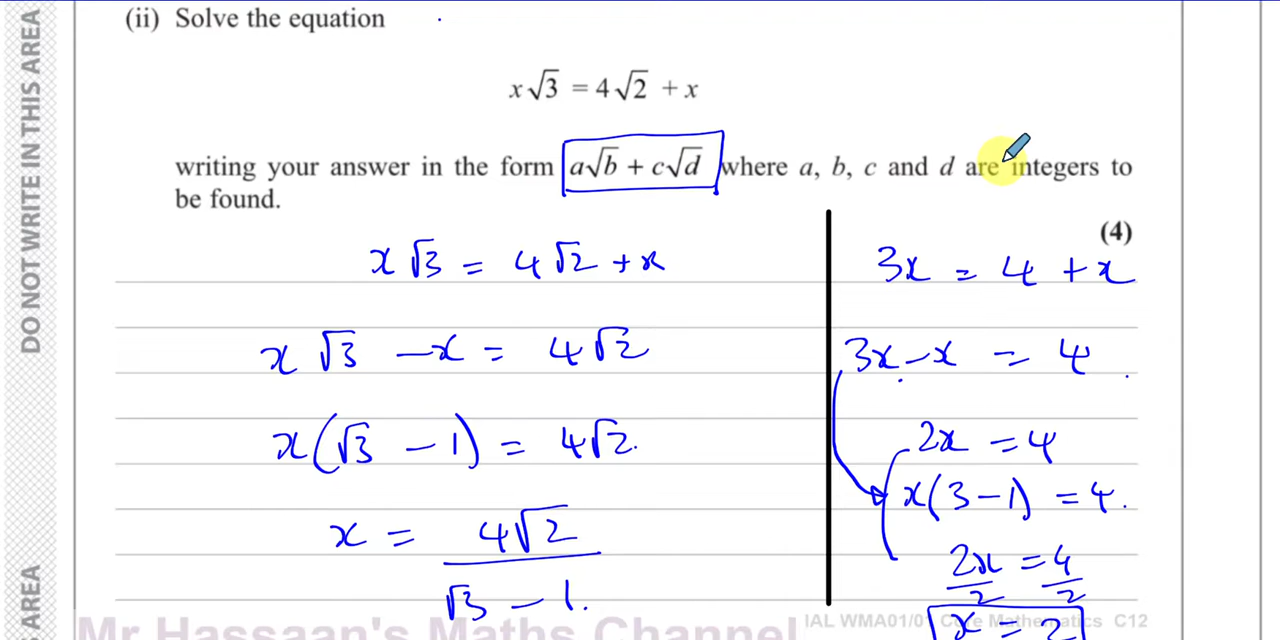 DO NOT WRITE IN THIS AREA
AREA
(ii) Solve the equation
x√3 = 4√2 + x
writing your answer in the form a√b + c√d where a, b, c and d are integers to
be found.
(4)
x√3 = 4√2 + x
x√3 - x = 4√2
x(√3 - 1) = 4√2.
x = 4√2
√3 - 1.
3x = 4 + x
3x - x = 4
2x = 4
x(3 - 1) = 4.
2x = 4
2 2
x = 2
Mr Hassaan's Maths Channel
IAL WMA01/01 Core Mathematics C12